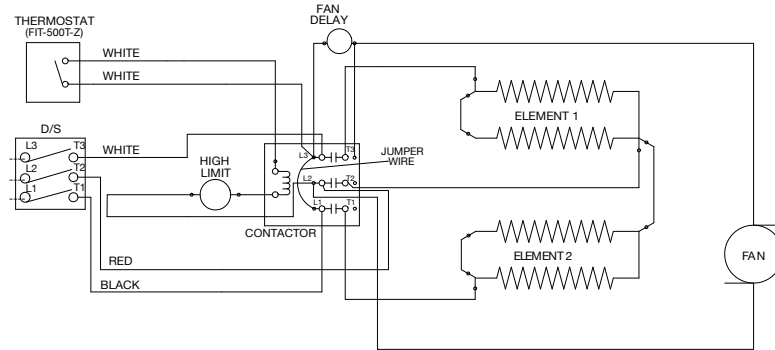 FAN
DELAY
THERMOSTAT
(FIT-500T-Z)
WHITE
WHITE
ELEMENT 1
D/S
L3 T3
WHITE
L2 T2
L1 T1
HIGH
LIMIT
L3 T3
JUMPER
WIRE
L2 T2
L1 T1
CONTACTOR
RED
BLACK
ELEMENT 2
FAN